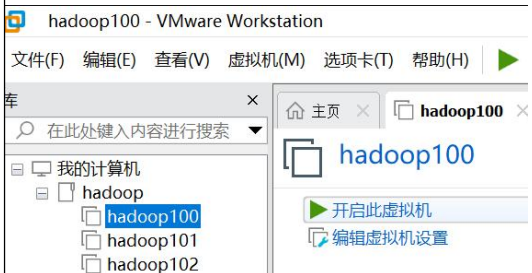 hadoop100 - VMware Workstation
文件(F) 编辑(E) 查看(V) 虚拟机(M) 选项卡(T) 帮助(H)
库 ×
在此处键入内容进行搜索
主页 × hadoop100 ×
我的计算机
hadoop
hadoop100
hadoop101
hadoop102
hadoop100
开启此虚拟机
编辑虚拟机设置